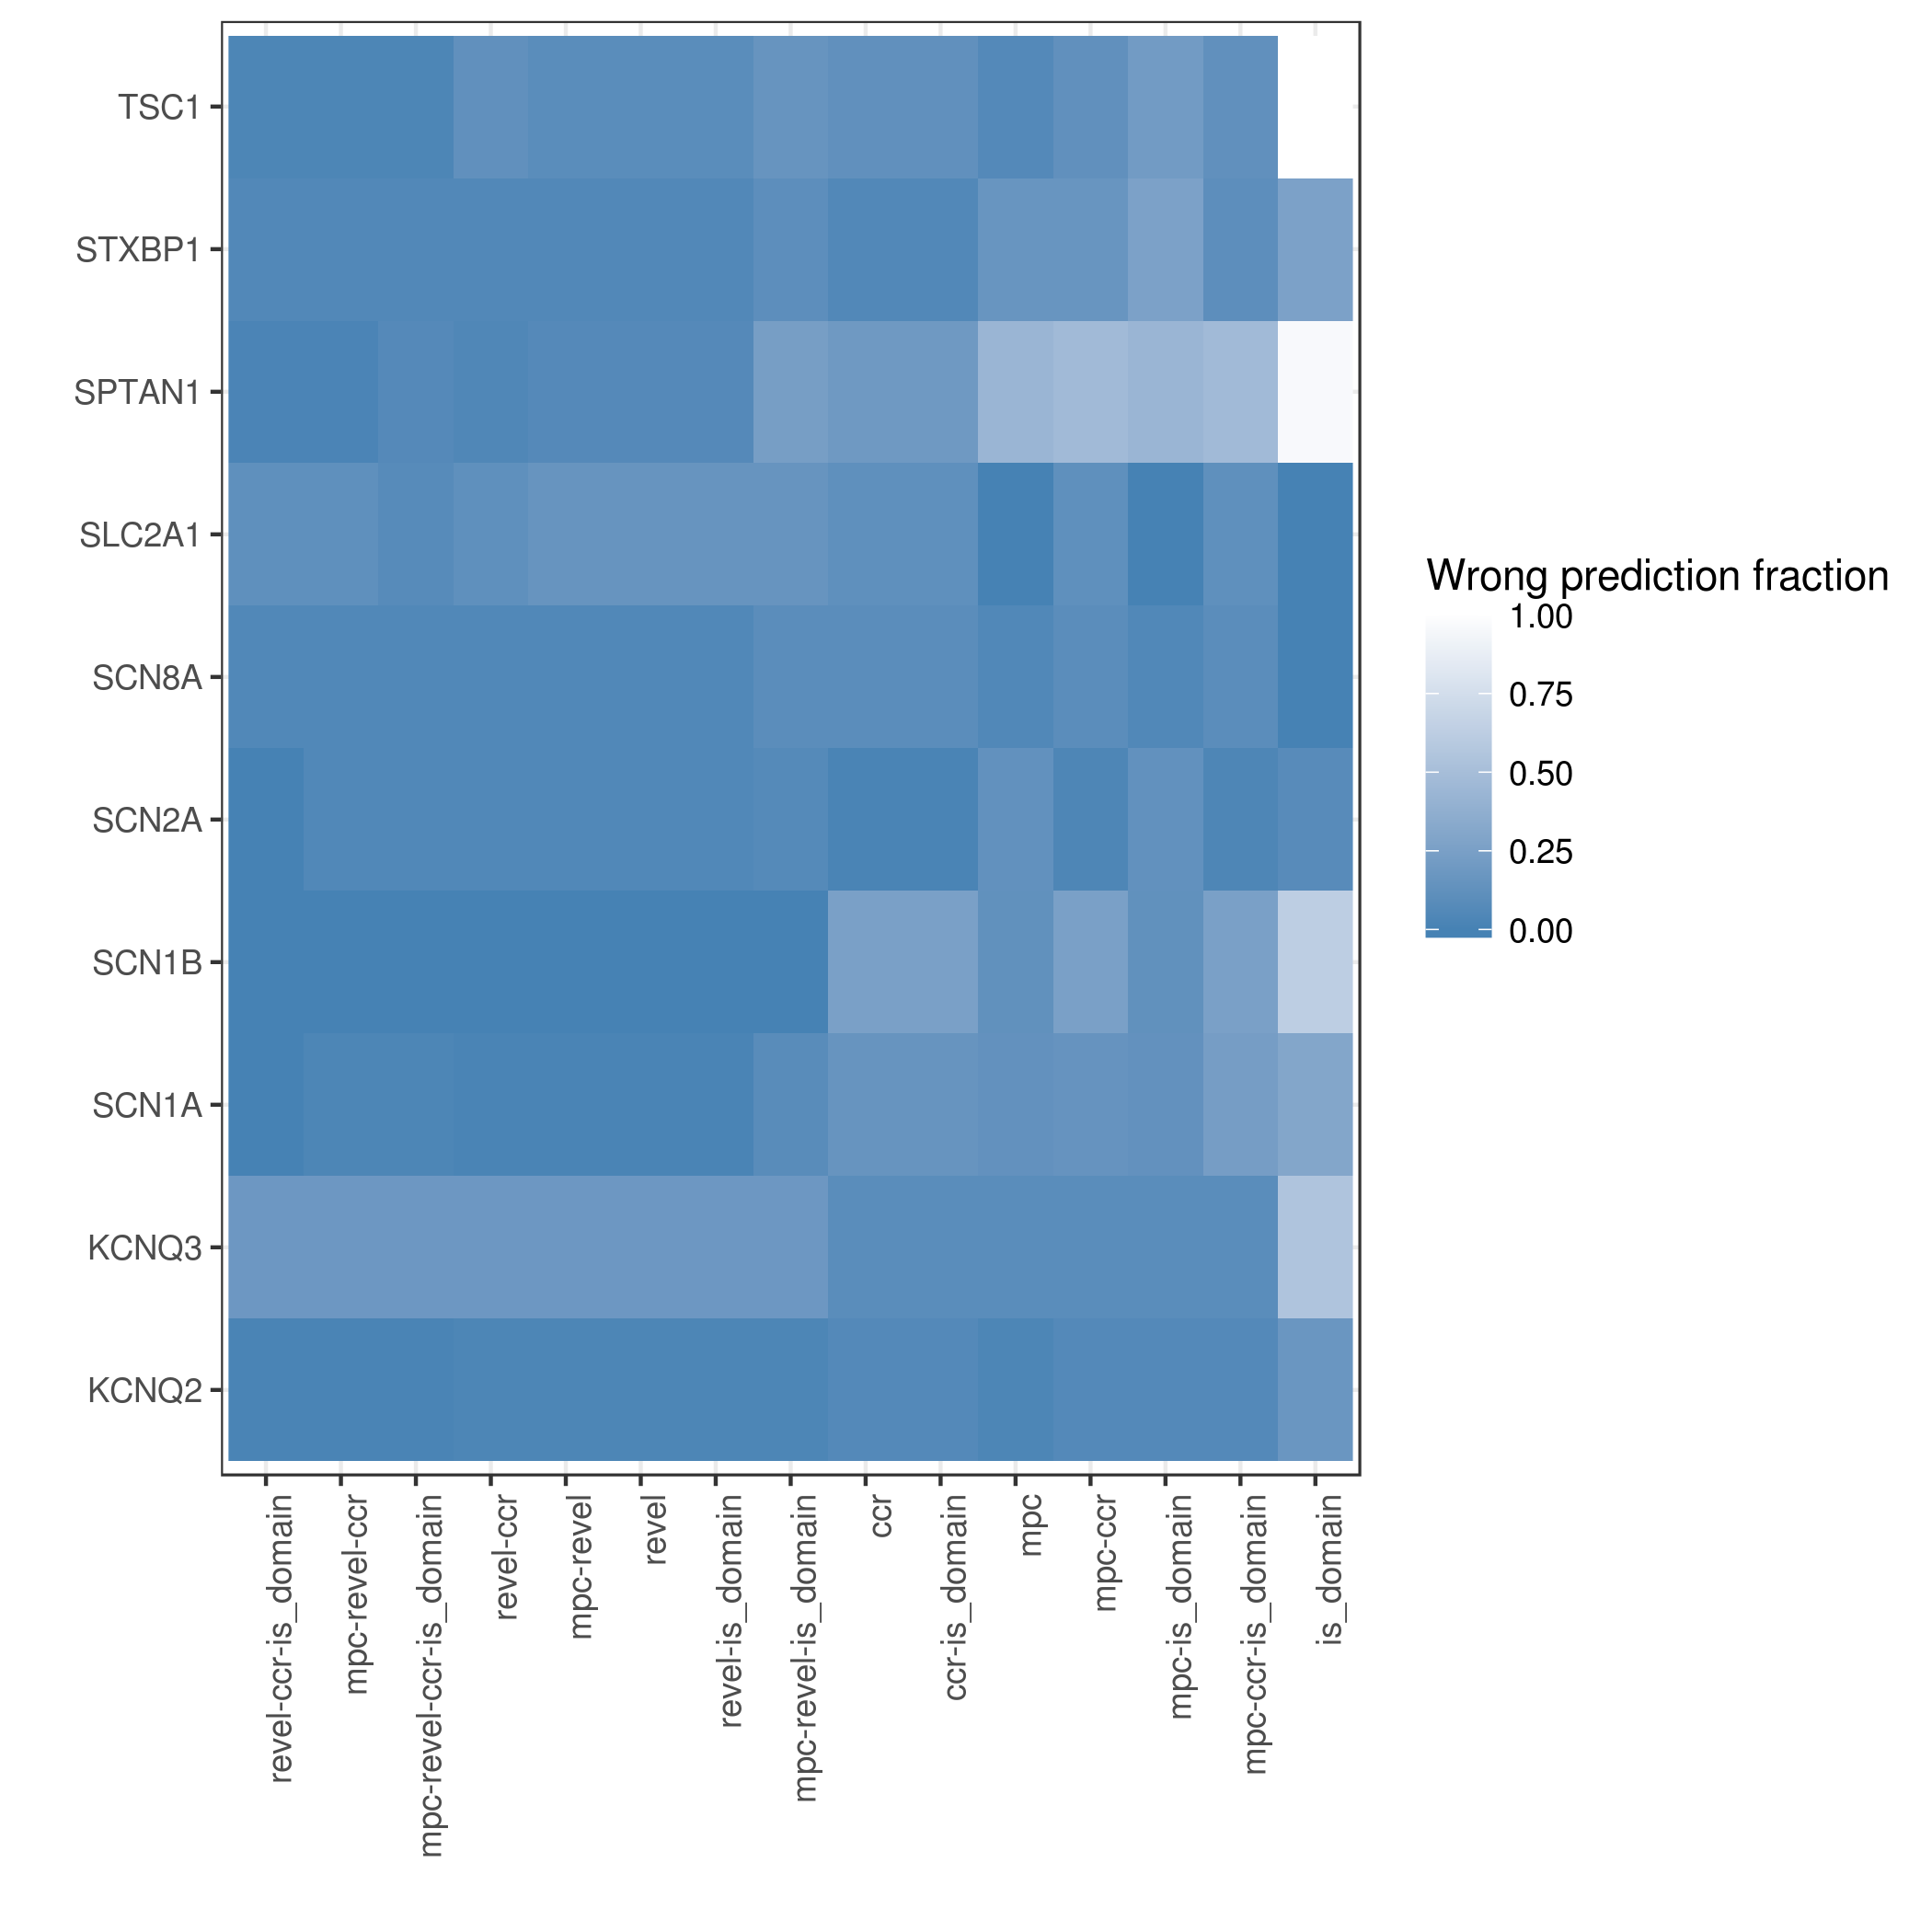 TSC1
STXBP1
SPTAN1
SLC2A1
SCN8A
SCN2A
SCN1B
SCN1A
KCNQ3
KCNQ2
revel-ccr-is_domain
mpc-revel-ccr
mpc-revel-ccr-is_domain
revel-ccr
mpc-revel
revel
revel-is_domain
mpc-revel-is_domain
ccr
ccr-is_domain
mpc
mpc-ccr
mpc-is_domain
mpc-ccr-is_domain
is_domain
Wrong prediction fraction
1.00
0.75
0.50
0.25
0.00